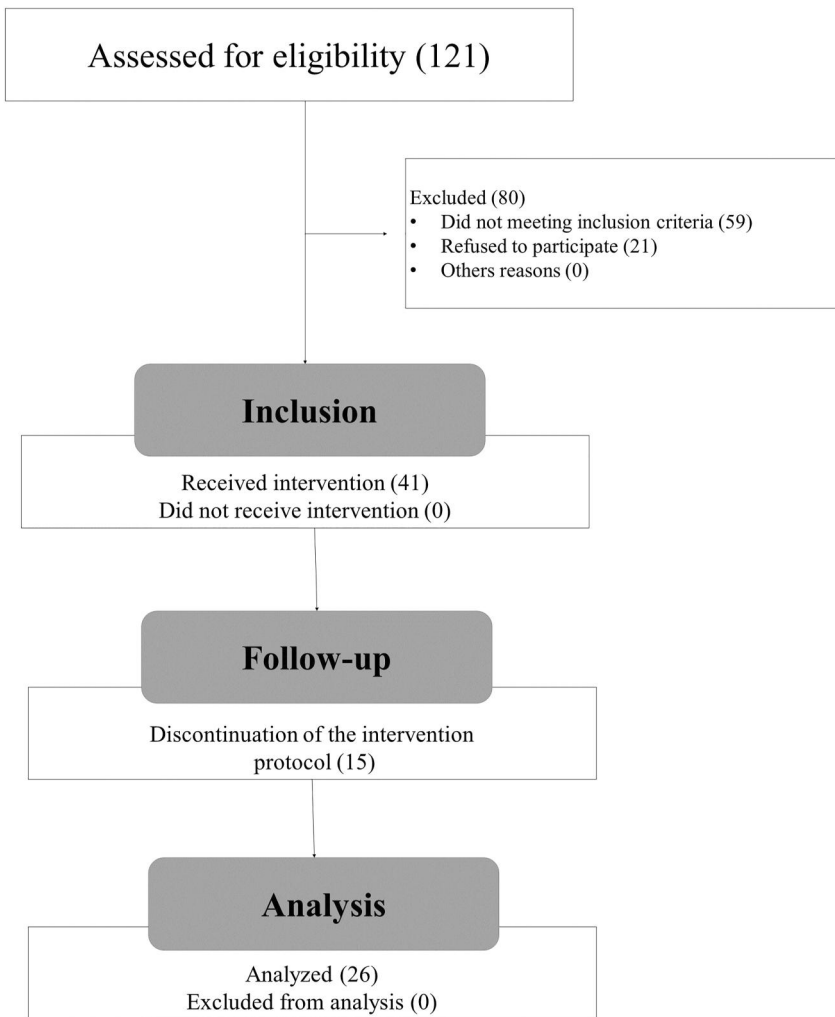 Assessed for eligibility (121)
Excluded (80)
• Did not meeting inclusion criteria (59)
• Refused to participate (21)
• Others reasons (0)
Inclusion
Received intervention (41)
Did not receive intervention (0)
Follow-up
Discontinuation of the intervention
protocol (15)
Analysis
Analyzed (26)
Excluded from analysis (0)